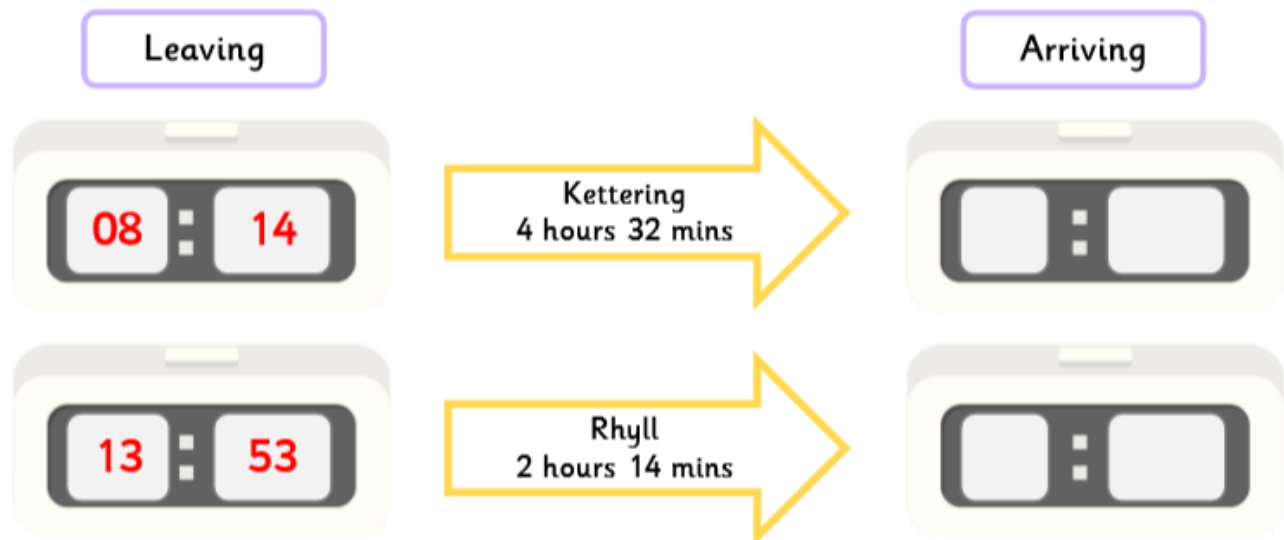 Leaving
Arriving
08 : 14
Kettering
4 hours 32 mins
:
13 : 53
Rhyll
2 hours 14 mins
: